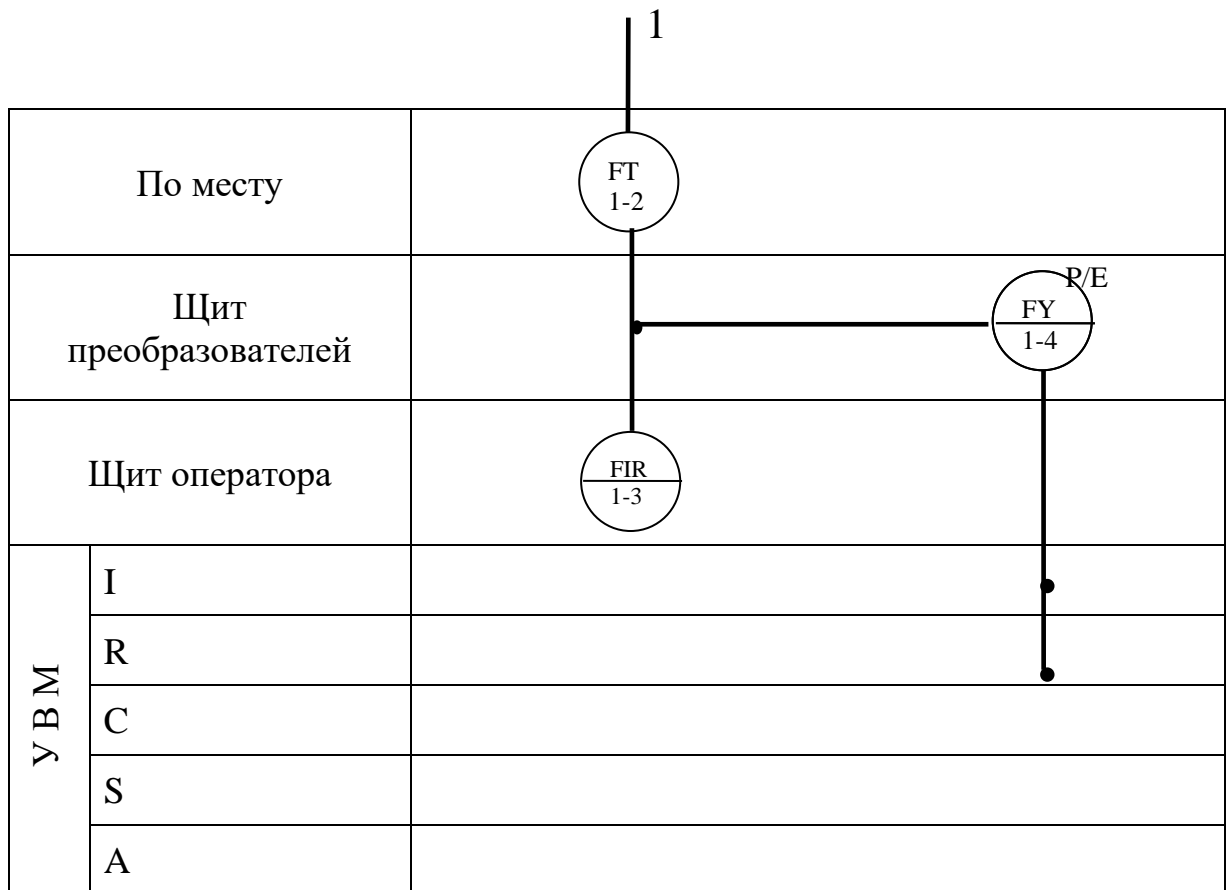 1
По месту
FT
1-2
Щит
преобразователей
P/E
FY
1-4
Щит оператора
FIR
1-3
У В М
I
R
C
S
A